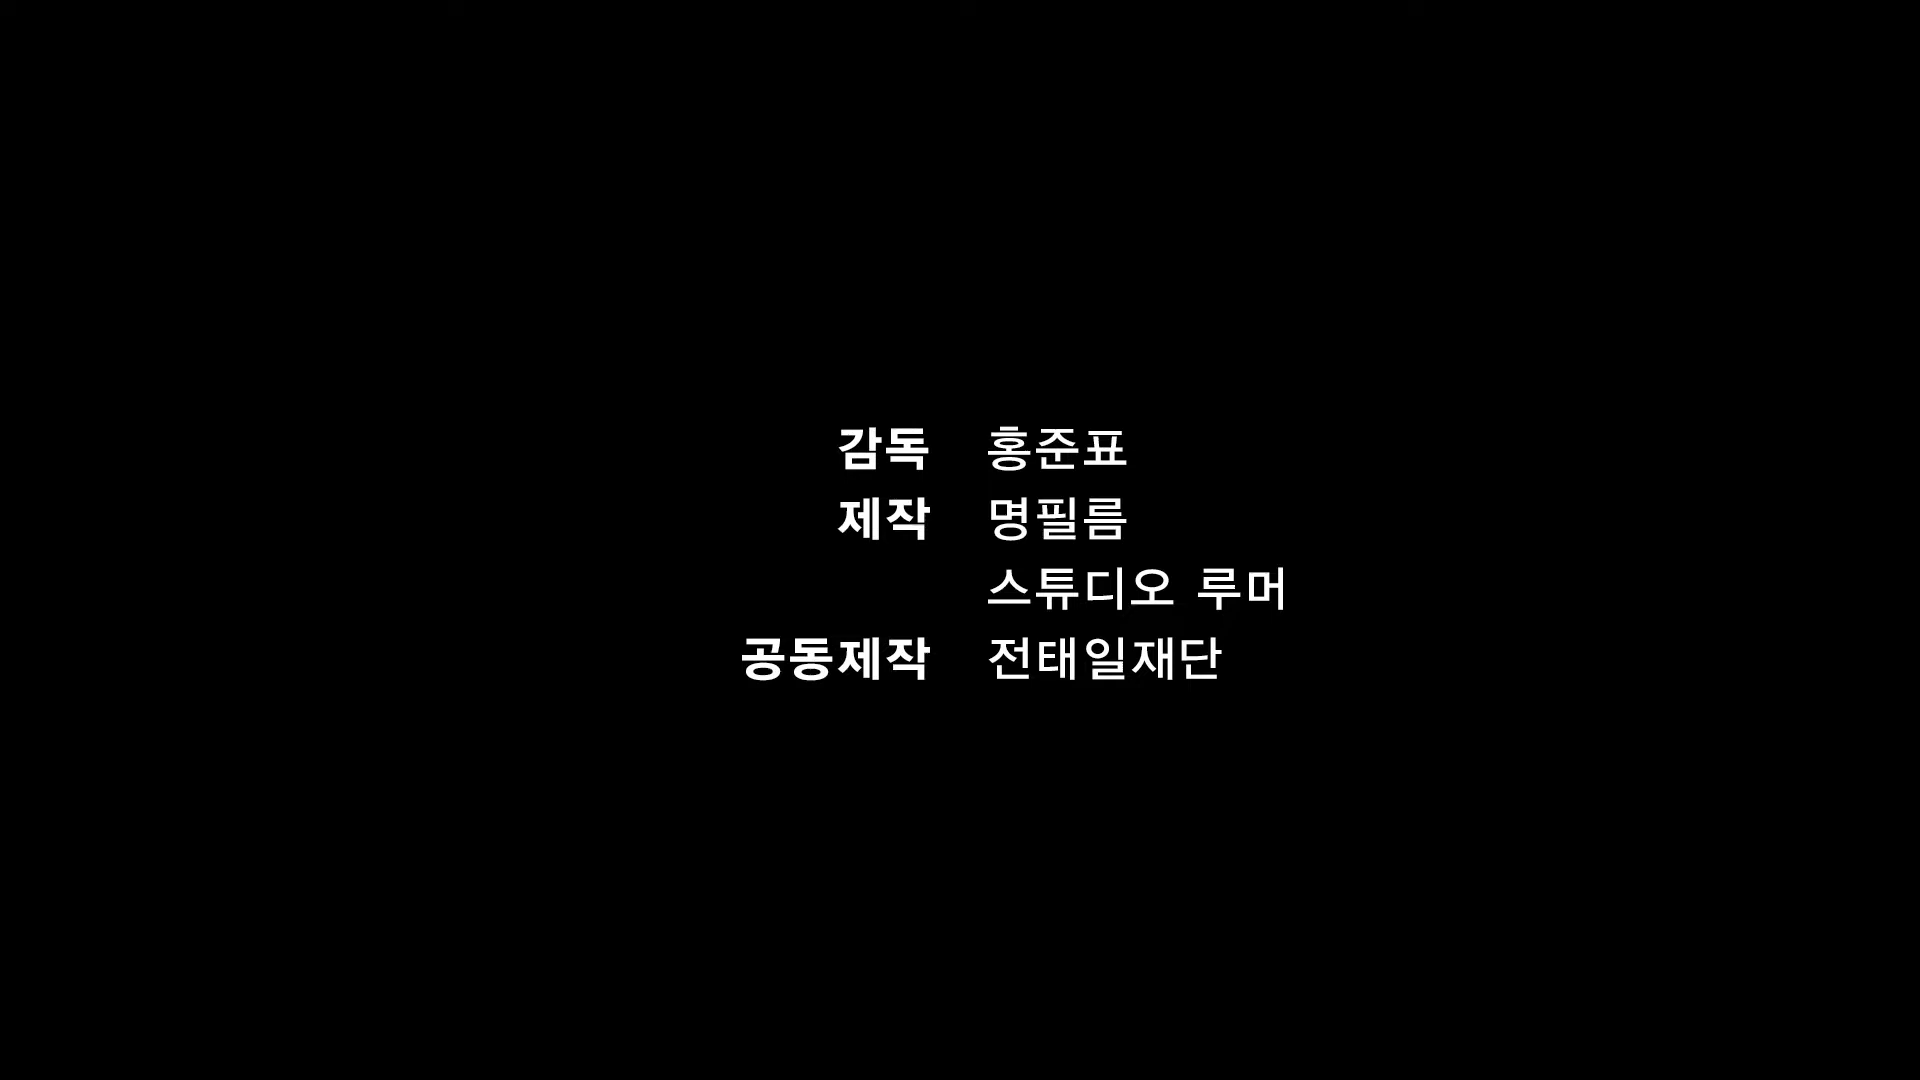 감독 홍준표
제작 명필름
스튜디오 루머
공동제작 전태일재단